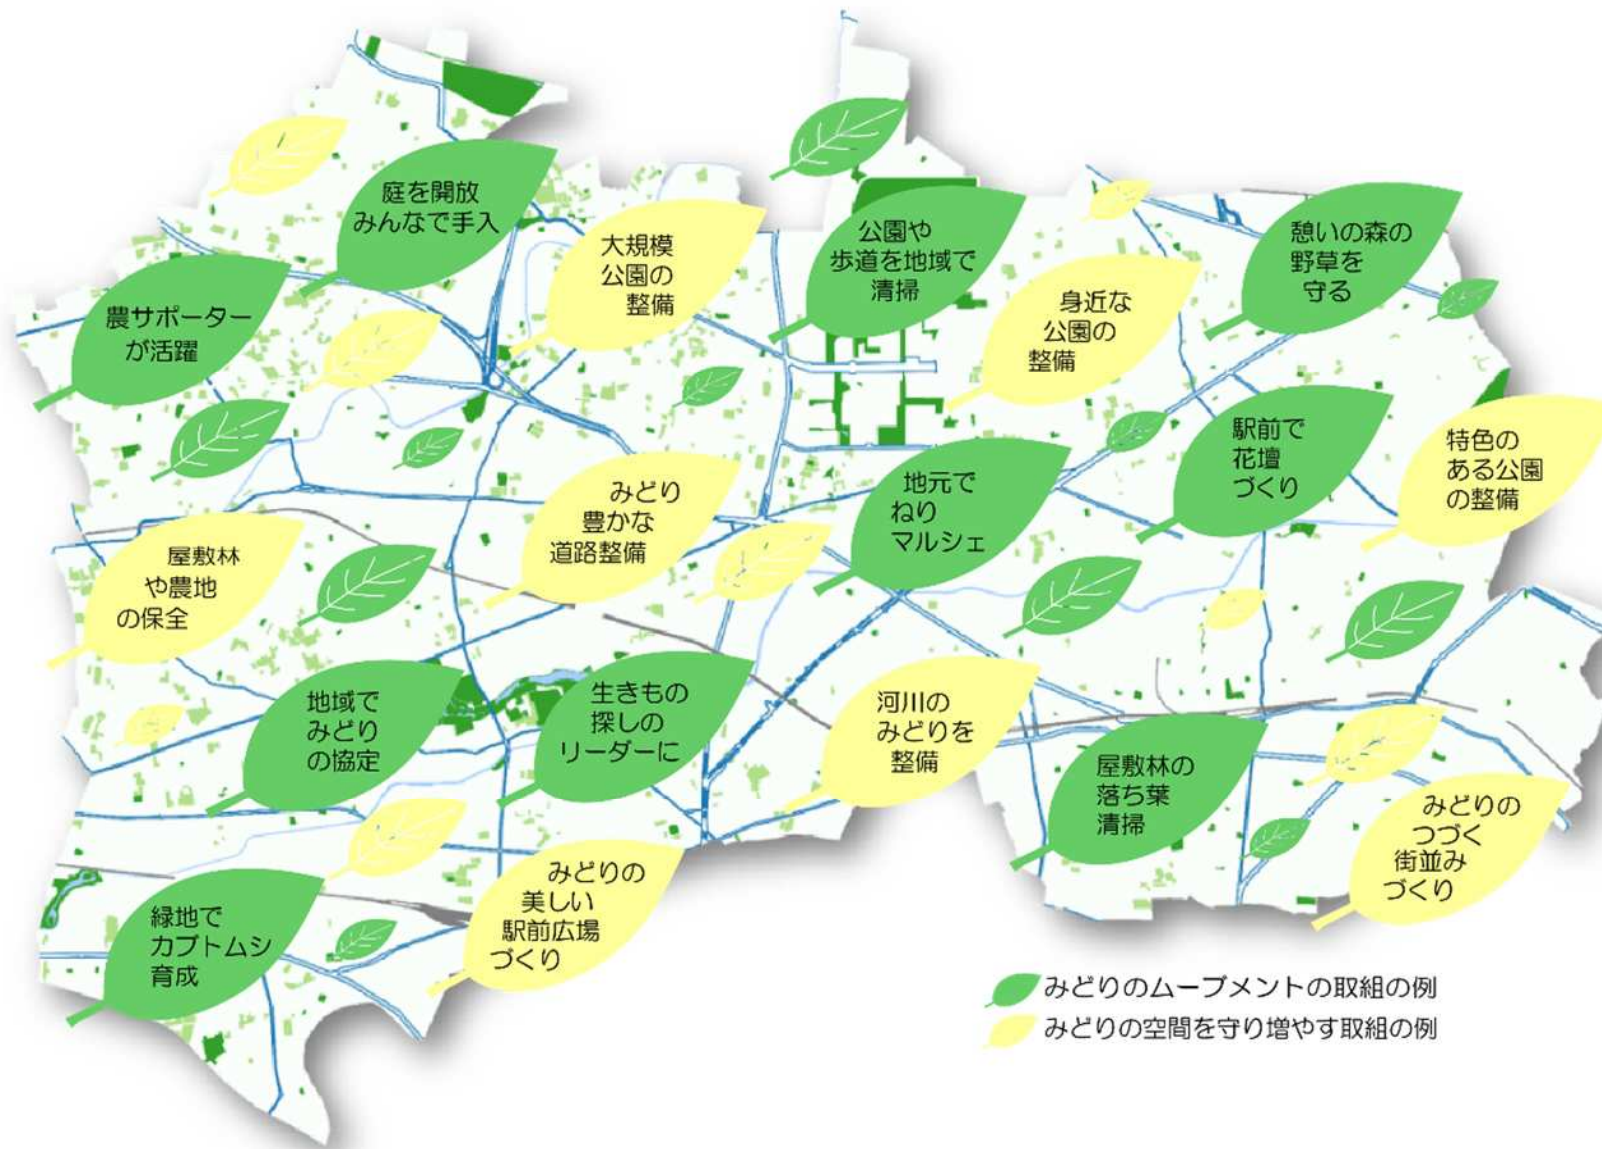 庭を開放
みんなで手入
大規模
公園の
整備
公園や
歩道を地域で
清掃
憩いの森の
野草を
守る
農サポーター
が活躍
身近な
公園の
整備
駅前で
花壇
づくり
特色の
ある公園
の整備
みどり
豊かな
道路整備
地元で
ねり
マルシェ
屋敷林
や農地
の保全
地域で
みどり
の協定
生きもの
探しの
リーダーに
河川の
みどりを
整備
屋敷林の
落ち葉
清掃
みどりの
つづく
街並み
づくり
緑地で
カブトムシ
育成
みどりの
美しい
駅前広場
づくり
みどりのムーブメントの取組の例
みどりの空間を守り増やす取組の例